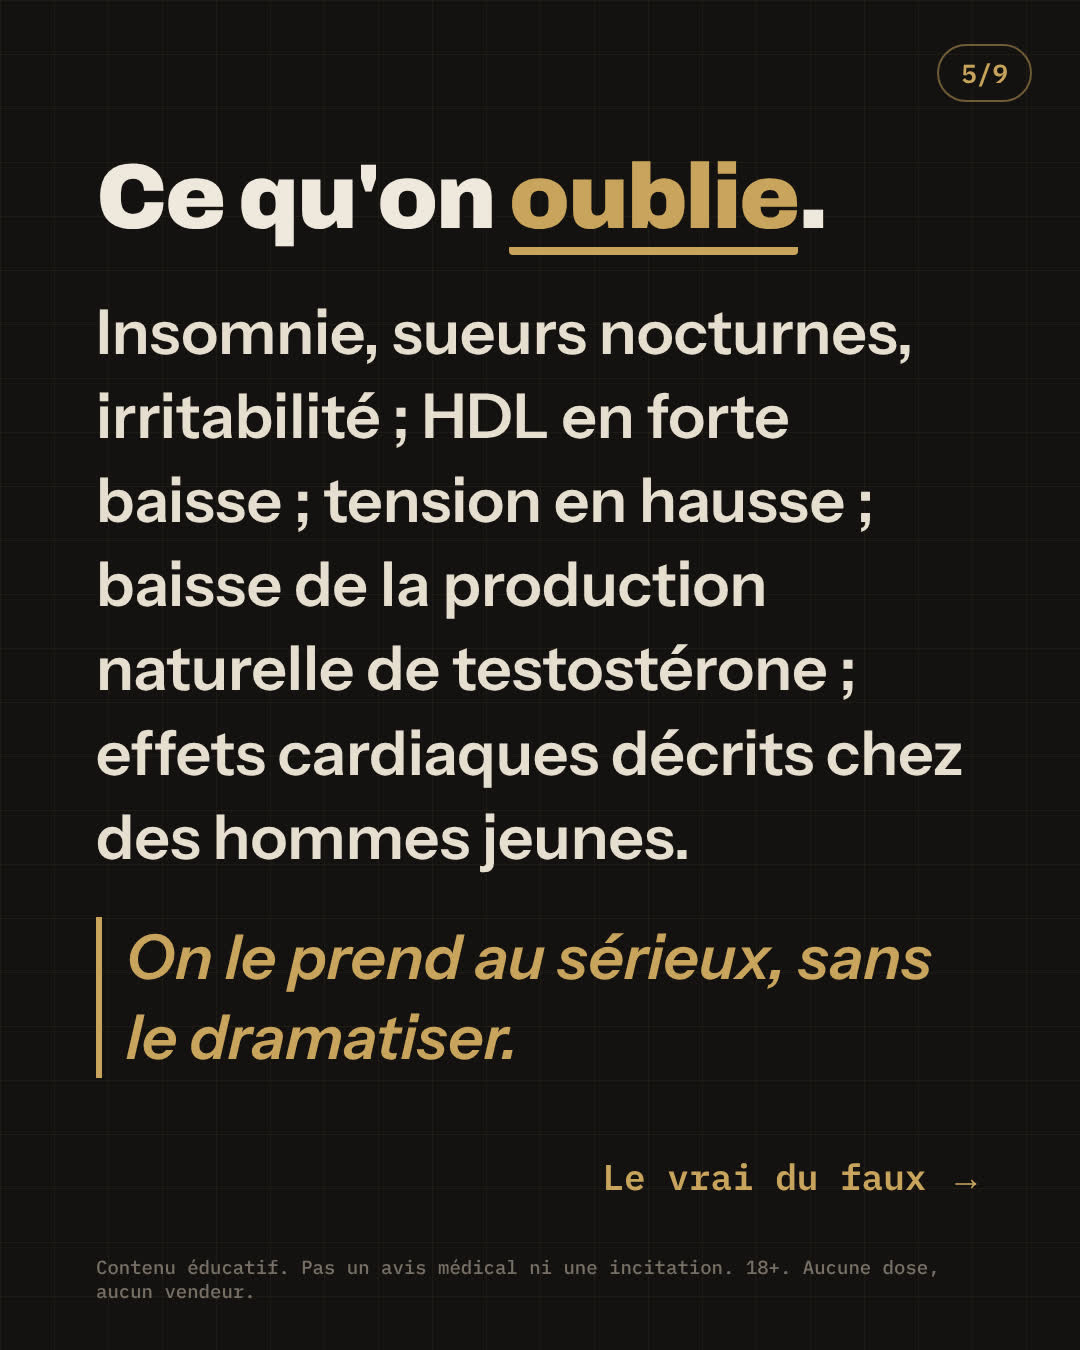 5/9
Ce qu'on oublie.
Insomnie, sueurs nocturnes,
irritabilité ; HDL en forte
baisse ; tension en hausse ;
baisse de la production
naturelle de testostérone ;
effets cardiaques décrits chez
des hommes jeunes.
On le prend au sérieux, sans
le dramatiser.
Le vrai du faux →
Contenu éducatif. Pas un avis médical ni une incitation. 18+. Aucune dose,
aucun vendeur.